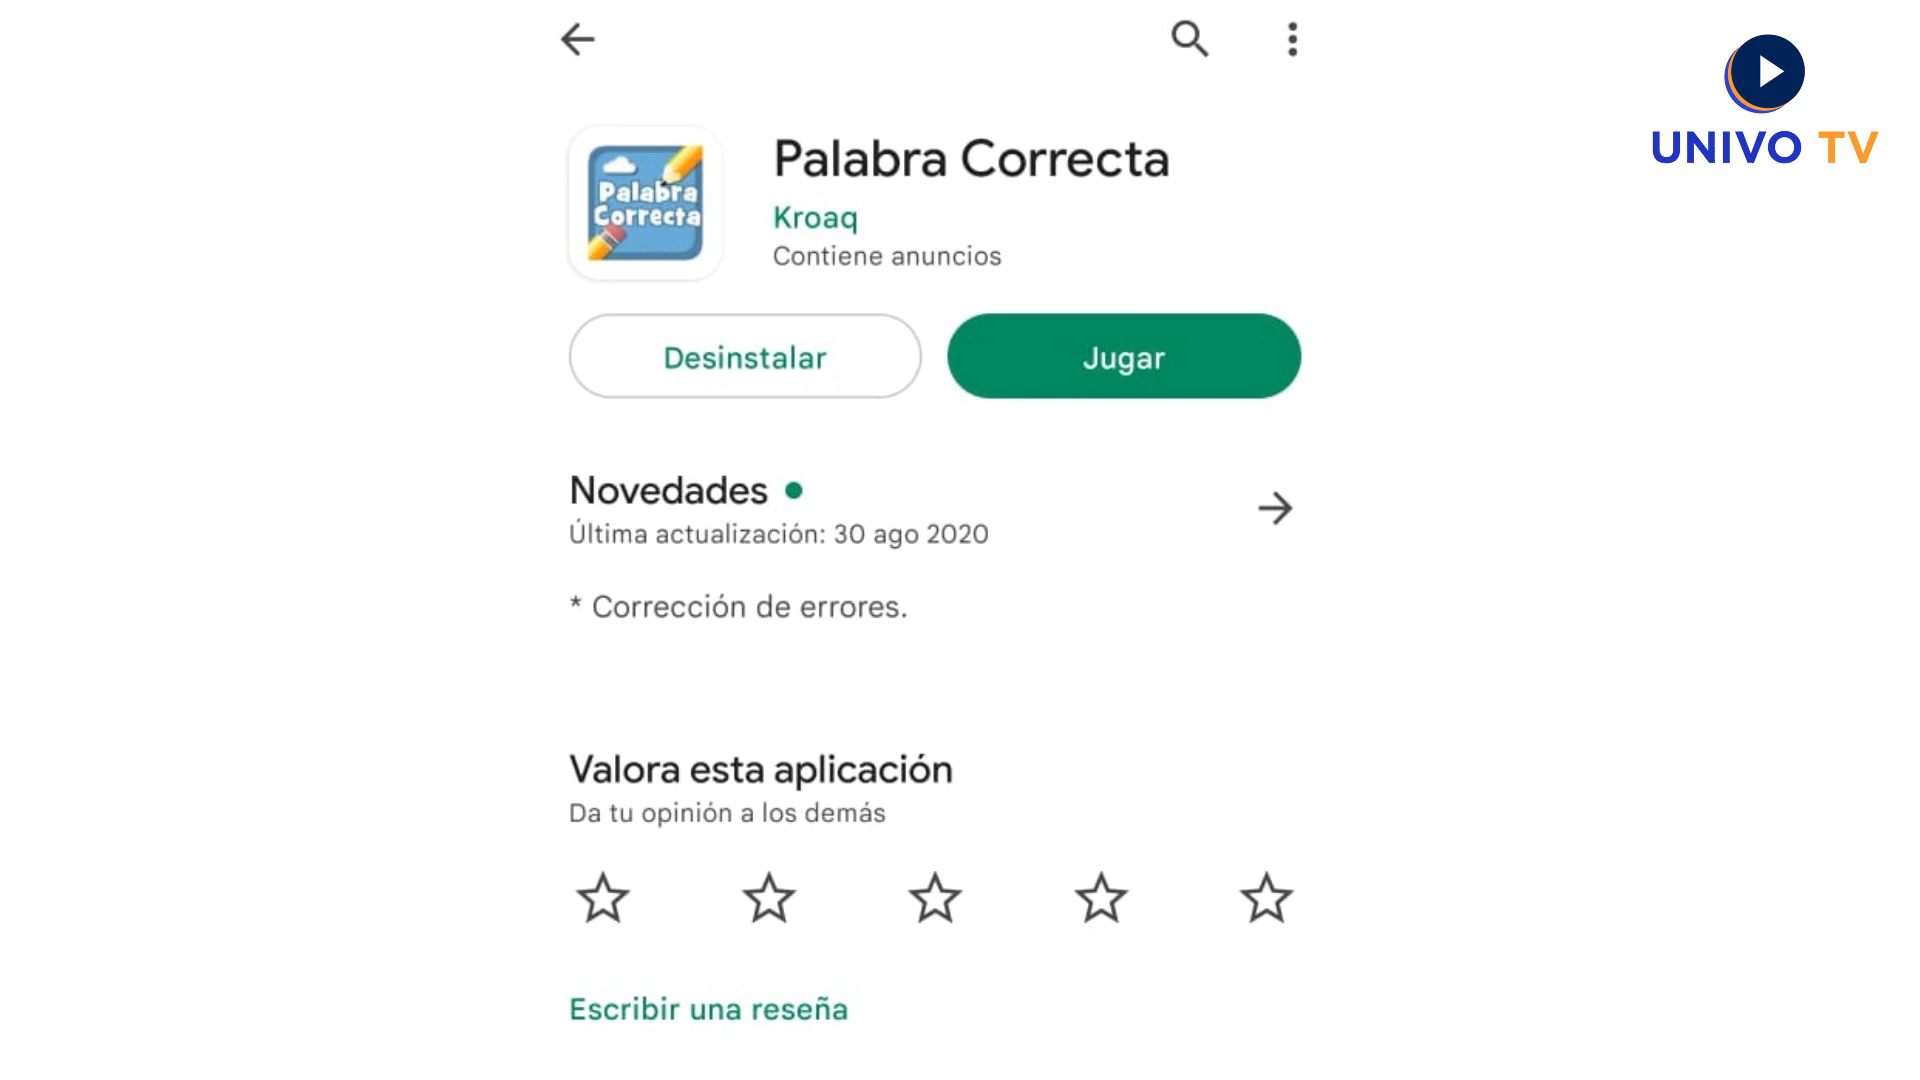 UNIVO TV
Palabra
Correcta
Palabra Correcta
Kroaq
Contiene anuncios
Desinstalar
Jugar
Novedades
Última actualización: 30 ago 2020
* Corrección de errores.
Valora esta aplicación
Da tu opinión a los demás
Escribir una reseña